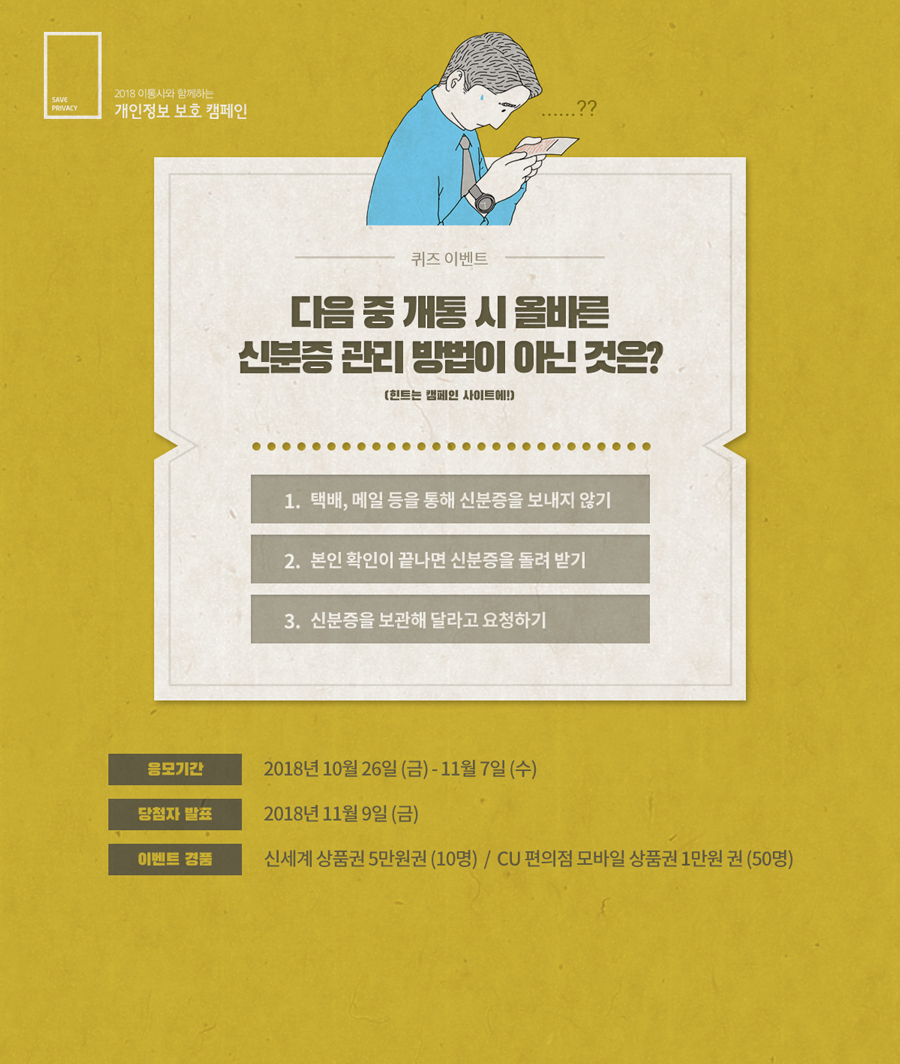 SAVE
PRIVACY
2018 이통사와 함께하는
개인정보 보호 캠페인
......??
퀴즈 이벤트
다음 중 개통 시 올바른
신분증 관리 방법이 아닌 것은?
(힌트는 캠페인 사이트에!)
1. 택배, 메일 등을 통해 신분증을 보내지 않기
2. 본인 확인이 끝나면 신분증을 돌려 받기
3. 신분증을 보관해 달라고 요청하기
응모기간 2018년 10월 26일 (금) - 11월 7일 (수)
당첨자 발표 2018년 11월 9일 (금)
이벤트 경품 신세계 상품권 5만원권 (10명) / CU 편의점 모바일 상품권 1만원 권 (50명)